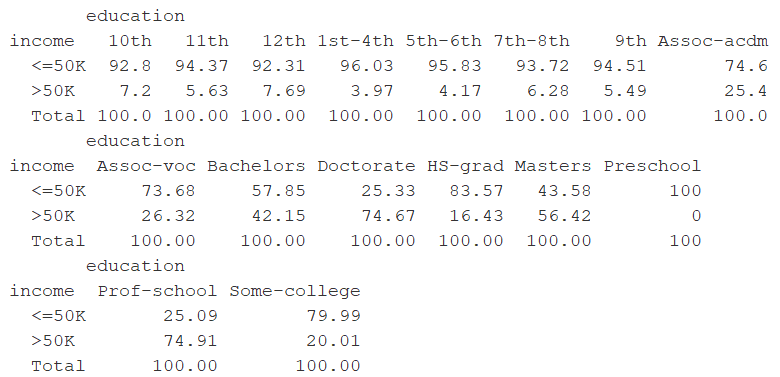 education
income 10th 11th 12th 1st-4th 5th-6th 7th-8th 9th Assoc-acdm
<=50K 92.8 94.37 92.31 96.03 95.83 93.72 94.51 74.6
>50K 7.2 5.63 7.69 3.97 4.17 6.28 5.49 25.4
Total 100.0 100.00 100.00 100.00 100.00 100.00 100.00 100.0
education
income Assoc-voc Bachelors Doctorate HS-grad Masters Preschool
<=50K 73.68 57.85 25.33 83.57 43.58 100
>50K 26.32 42.15 74.67 16.43 56.42 0
Total 100.00 100.00 100.00 100.00 100.00 100
education
income Prof-school Some-college
<=50K 25.09 79.99
>50K 74.91 20.01
Total 100.00 100.00